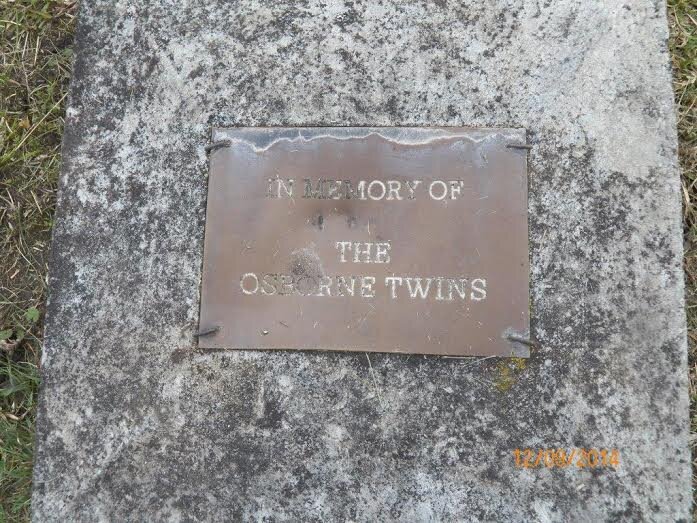 IN MEMORY OF
THE
OSBORNE TWINS
12/09/2014